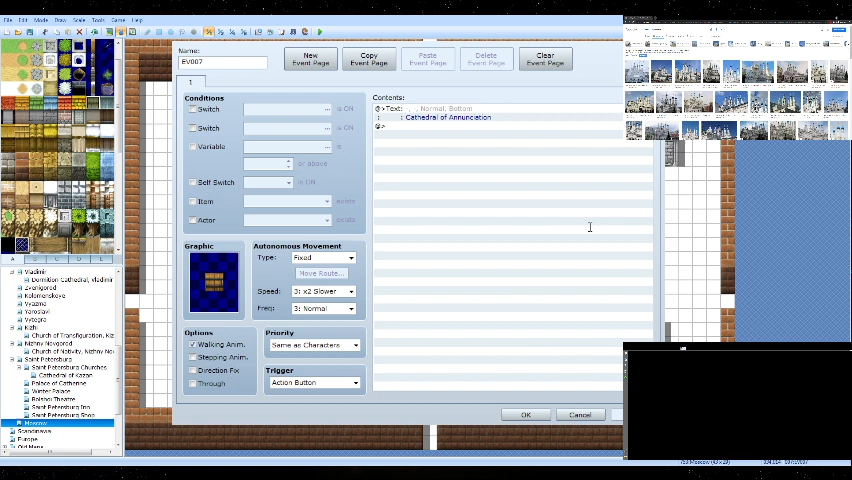 File Edit Mode Draw Scale Tools Game Help
Name:
EV007
New
Event Page
Copy
Event Page
Paste
Event Page
Delete
Event Page
Clear
Event Page
1
Conditions
Switch ... is ON
Switch ... is ON
Variable ... is
or above
Self Switch is ON
Item exists
Actor exists
Graphic
Autonomous Movement
Type: Fixed
Move Route...
Speed: 3: x2 Slower
Freq: 3: Normal
Options
Walking Anim.
Stepping Anim.
Direction Fix
Through
Priority
Same as Characters
Trigger
Action Button
Contents:
@>Text: -, -, Normal, Bottom
: : Cathedral of Annunciation
@>
OK
Cancel
A B C D E
Vladimir
Dormition Cathedral, Vladimir
Zvenigorod
Kolomenskoye
Vyazma
Yaroslavl
Vytegra
Kizhi
Church of Transfiguration, Kiz
Nizhny Novgorod
Church of Nativity, Nizhny Nov
Saint Petersburg
Saint Petersburg Churches
Cathedral of Kazan
Palace of Catherine
Winter Palace
Bolshoi Theatre
Saint Petersburg Inn
Saint Petersburg Shop
Moscow
Scandinavia
Europe
Old Maps